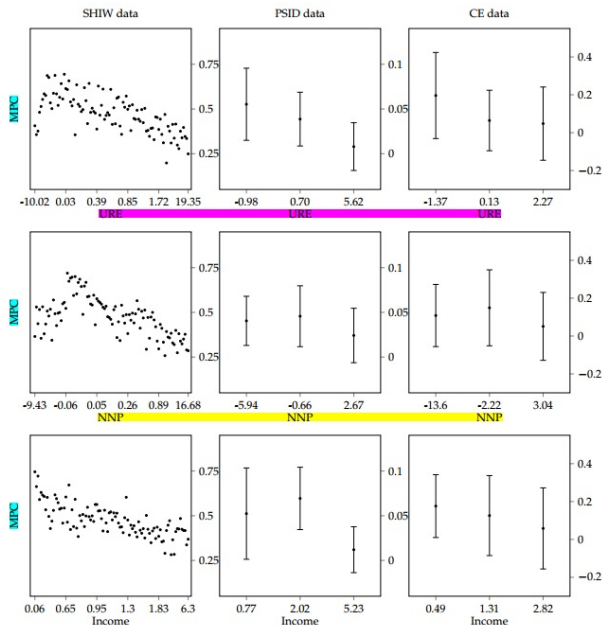 SHIW data PSID data CE data
MPC
0.75 0.5 0.25
0.1 0.05 0
0.4 0.2 0 −0.2
-10.02 0.03 0.39 0.85 1.72 19.35 -0.98 0.70 5.62 -1.37 0.13 2.27
URE URE URE
MPC
0.75 0.5 0.25
0.1 0.05 0
0.4 0.2 0 −0.2
-9.43 -0.06 0.05 0.26 0.86 16.68 -5.94 -0.66 2.67 -13.6 -2.22 3.04
NNP NNP NNP
MPC
0.75 0.5 0.25
0.1 0.05 0
0.4 0.2 0 −0.2
0.06 0.65 0.95 1.3 1.83 6.3 0.77 2.02 5.23 0.49 1.31 2.82
Income Income Income